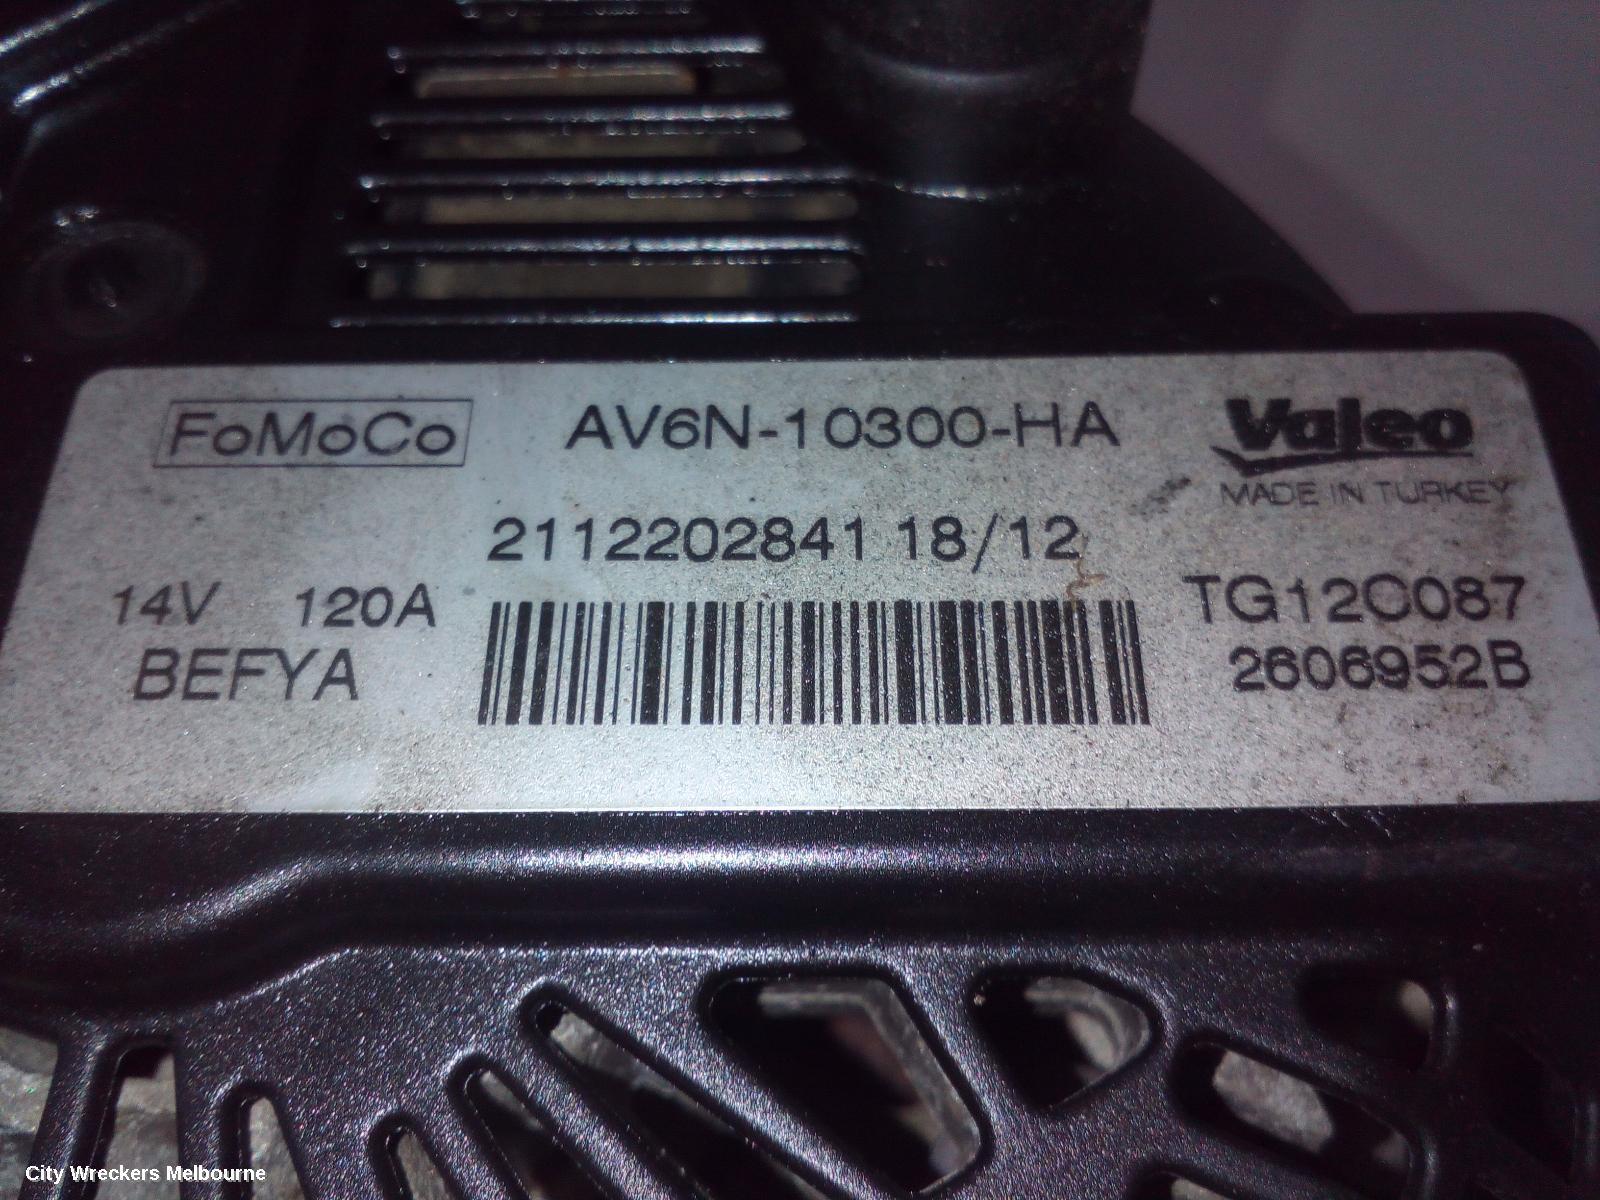 FoMoCo AV6N-10300-HA Valeo
MADE IN TURKEY
2112202841 18/12
14V 120A TG12C087
BEFYA 2606952B
City Wreckers Melbourne